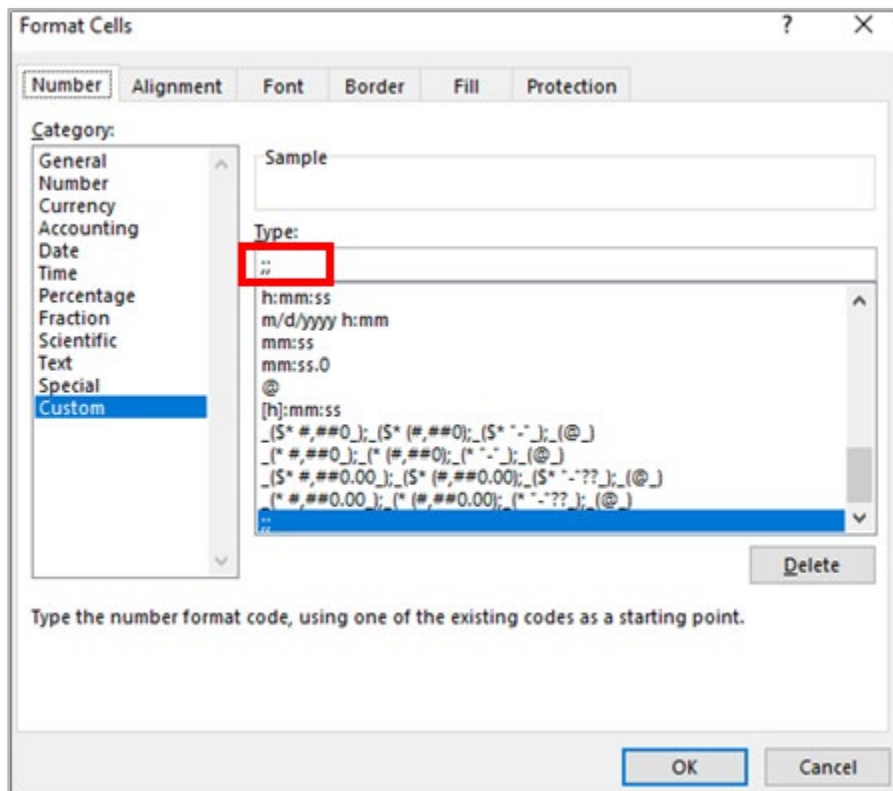 Format Cells ? ×
Number Alignment Font Border Fill Protection
Category:
General
Number
Currency
Accounting
Date
Time
Percentage
Fraction
Scientific
Text
Special
Custom
Sample
Type:
;;
h:mm:ss
m/d/yyyy h:mm
mm:ss
mm:ss.0
@
[h]:mm:ss
_($* #,##0_);_($* (#,##0);_($* "-"_);_(@_)
_(* #,##0_);_(* (#,##0);_(* "-"_);_(@_)
_($* #,##0.00_);_($* (#,##0.00);_($* "-"??_);_(@_)
_(* #,##0.00_);_(* (#,##0.00);_(* "-"??_);_(@_)
;;
Delete
Type the number format code, using one of the existing codes as a starting point.
OK Cancel